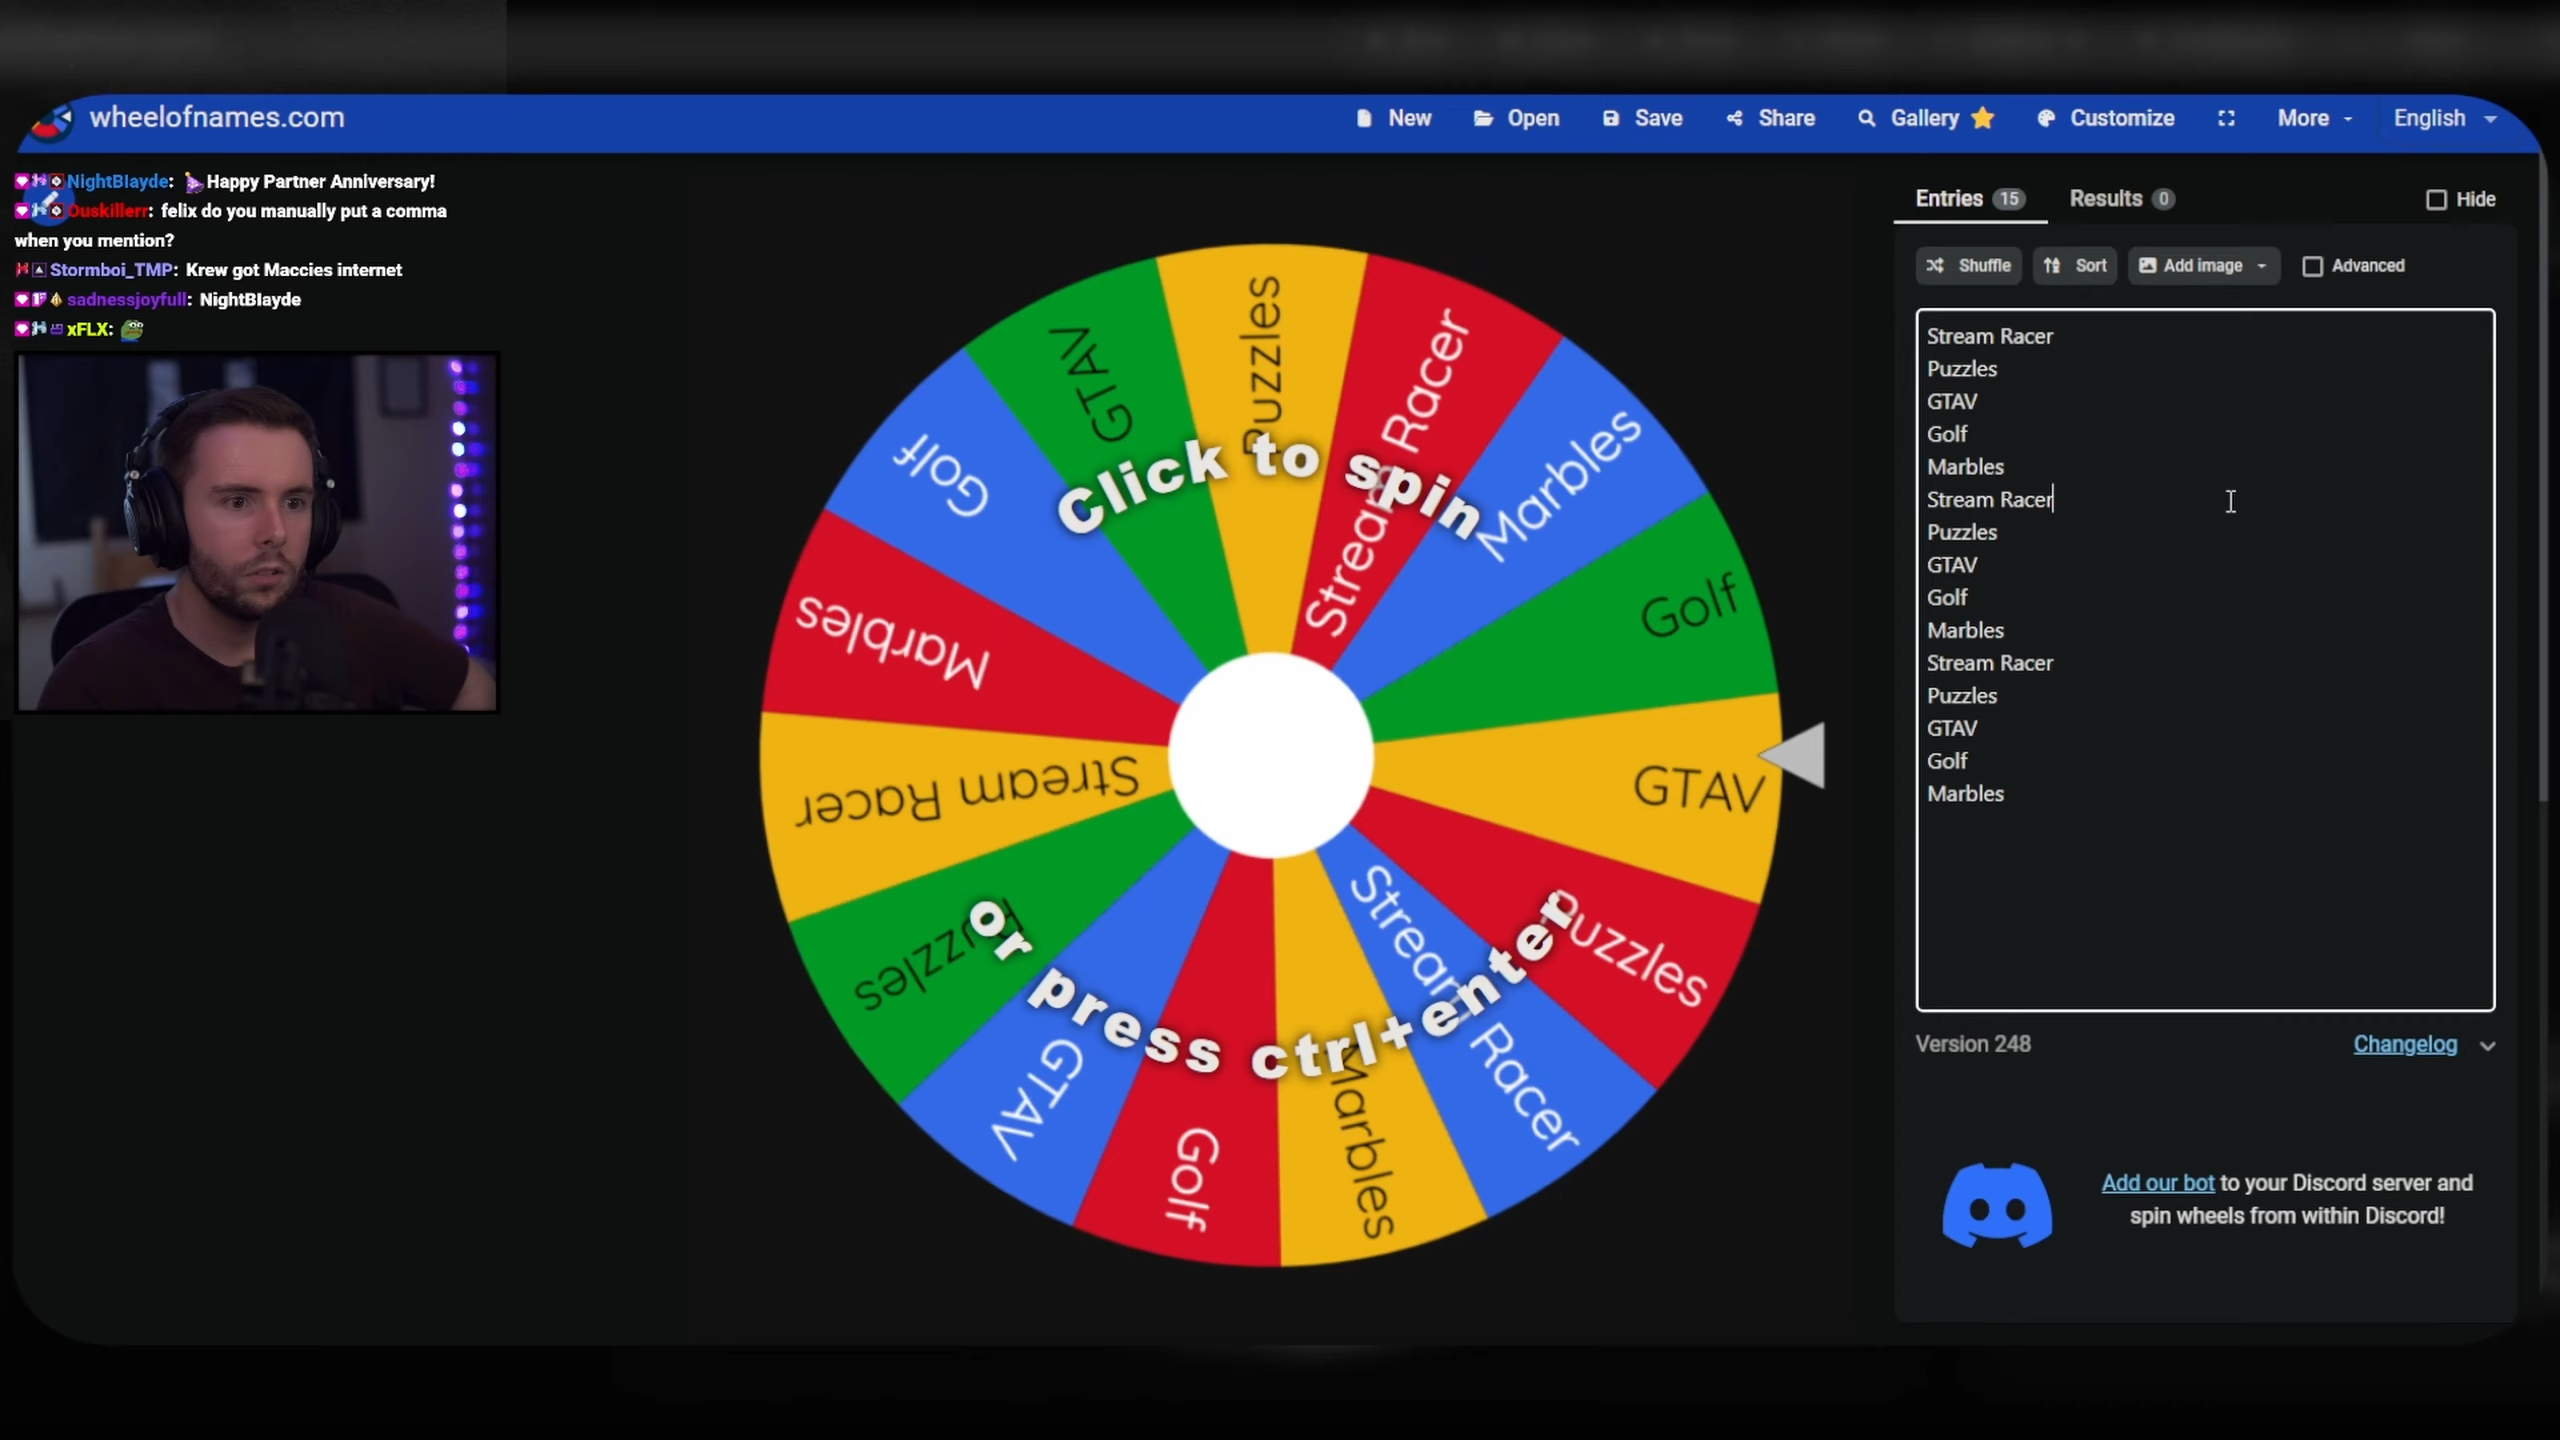 wheelofnames.com
New
Open
Save
Share
Gallery
Customize
More
English
NightBlayde: Happy Partner Anniversary!
Ouskillerr: felix do you manually put a comma
when you mention?
Stormboi_TMP: Krew got Maccies internet
sadnessjoyfull: NightBlayde
xFLX:
Entries 15
Results 0
Hide
Shuffle
Sort
Add image
Advanced
Stream Racer
Puzzles
GTAV
Golf
Marbles
Stream Racer
Puzzles
GTAV
Golf
Marbles
Stream Racer
Puzzles
GTAV
Golf
Marbles
Version 248
Changelog
Add our bot to your Discord server and
spin wheels from within Discord!
Click to spin
or press ctrl+enter
Puzzles
Stream Racer
Marbles
Golf
GTAV
Puzzles
Stream Racer
Marbles
Golf
GTAV
Puzzles
Stream Racer
Marbles
Golf
GTAV